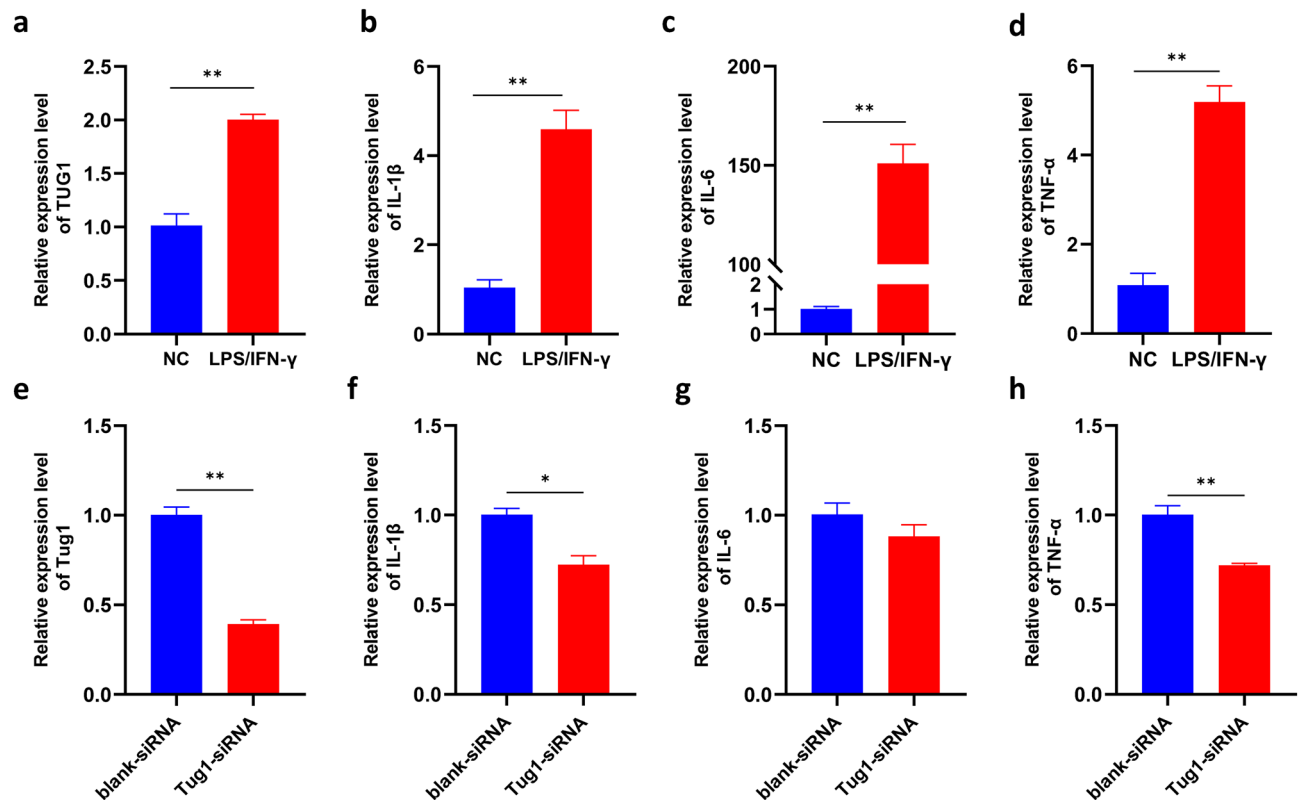 a
Relative expression level
of TUG1
2.5
2.0
1.5
1.0
0.5
0.0
**
NC
LPS/IFN-γ
b
Relative expression level
of IL-1β
6
4
2
0
**
NC
LPS/IFN-γ
c
Relative expression level
of IL-6
200
150
100
2
1
0
**
NC
LPS/IFN-γ
d
Relative expression level
of TNF-α
6
4
2
0
**
NC
LPS/IFN-γ
e
Relative expression level
of Tug1
1.5
1.0
0.5
0.0
**
blank-siRNA
Tug1-siRNA
f
Relative expression level
of IL-1β
1.5
1.0
0.5
0.0
*
blank-siRNA
Tug1-siRNA
g
Relative expression level
of IL-6
1.5
1.0
0.5
0.0
blank-siRNA
Tug1-siRNA
h
Relative expression level
of TNF-α
1.5
1.0
0.5
0.0
**
blank-siRNA
Tug1-siRNA